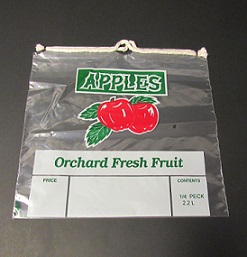 APPLES
Orchard Fresh Fruit
PRICE
CONTENTS
1/4 PECK
2.2 L